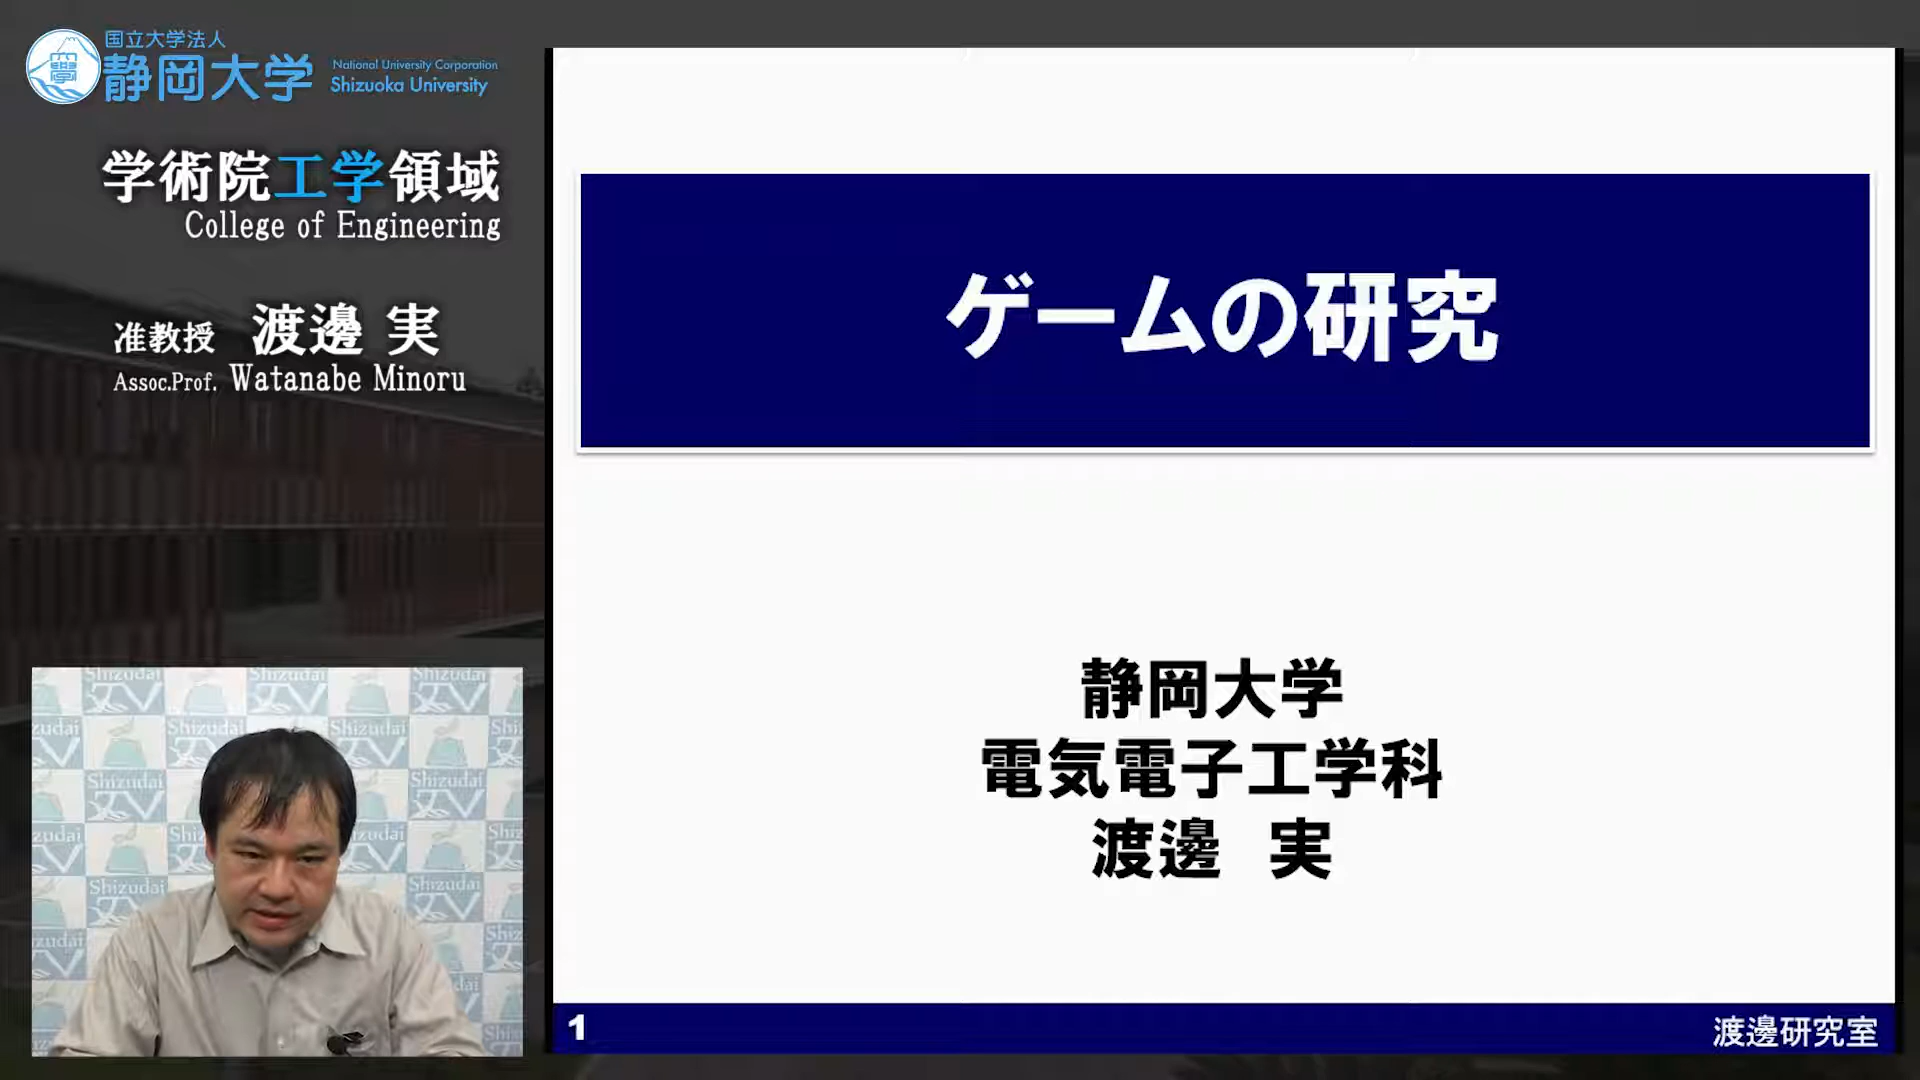 国立大学法人
静岡大学
National University Corporation
Shizuoka University
学術院工学領域
College of Engineering
准教授 渡邊 実
Assoc.Prof. Watanabe Minoru
ゲームの研究
静岡大学
電気電子工学科
渡邊 実
1
渡邊研究室
Shizudai
TV